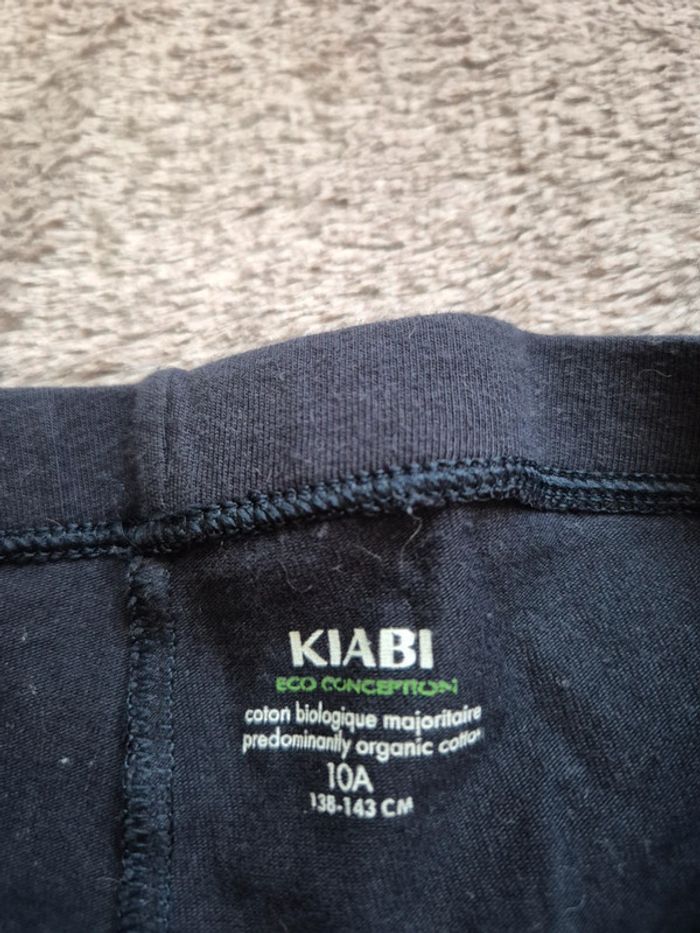 KIABI
ECO CONCEPTION
coton biologique majoritaire
predominantly organic cotton
10A
138-143 CM